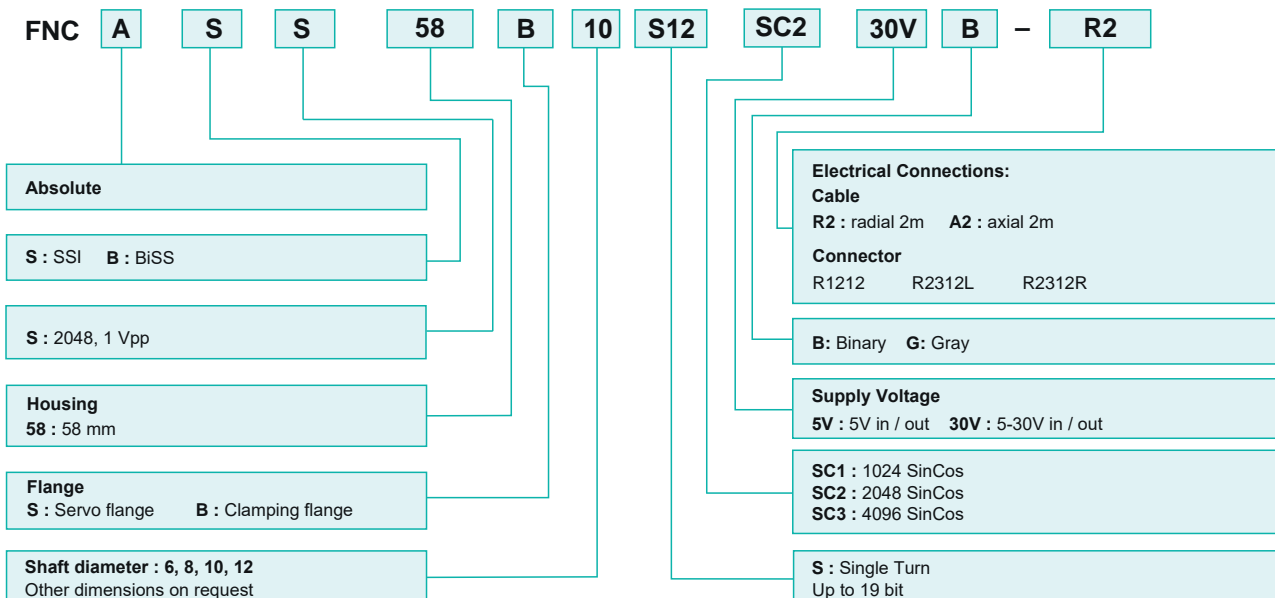 FNC A S S 58 B 10 S12 SC2 30V B – R2
Absolute
S : SSI B : BiSS
S : 2048, 1 Vpp
Housing
58 : 58 mm
Flange
S : Servo flange B : Clamping flange
Shaft diameter : 6, 8, 10, 12
Other dimensions on request
Electrical Connections:
Cable
R2 : radial 2m A2 : axial 2m
Connector
R1212 R2312L R2312R
B: Binary G: Gray
Supply Voltage
5V : 5V in / out 30V : 5-30V in / out
SC1 : 1024 SinCos
SC2 : 2048 SinCos
SC3 : 4096 SinCos
S : Single Turn
Up to 19 bit